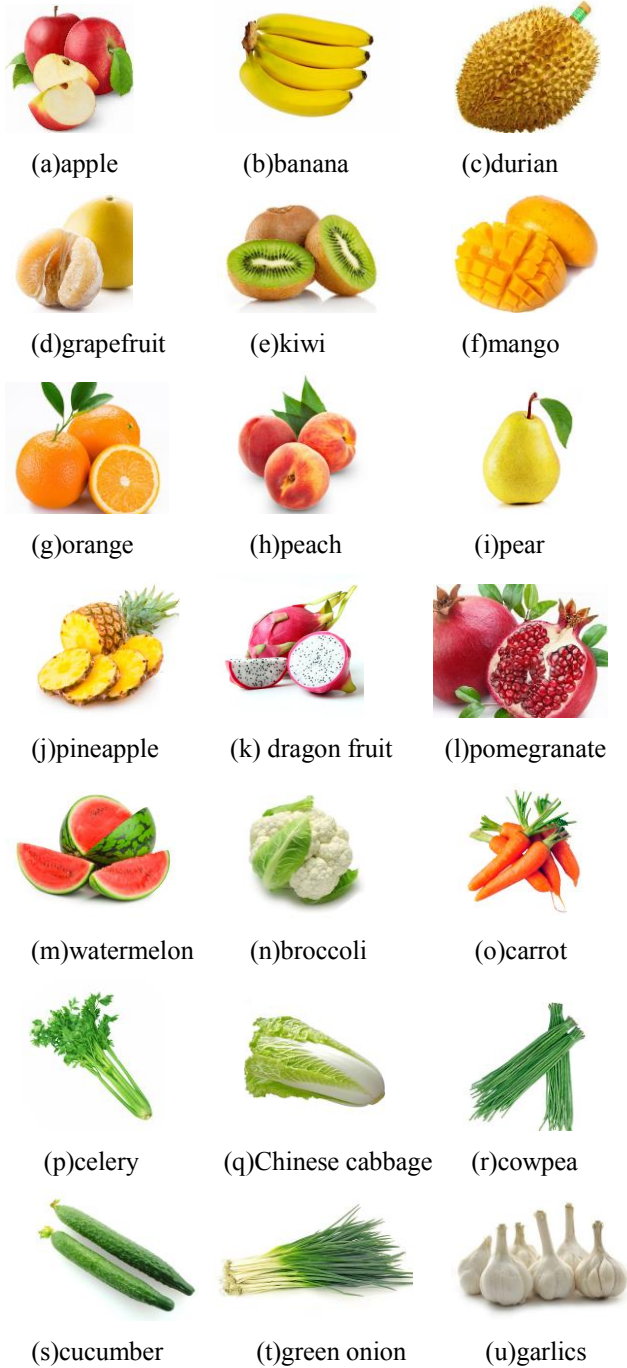 (a)apple (b)banana (c)durian
(d)grapefruit (e)kiwi (f)mango
(g)orange (h)peach (i)pear
(j)pineapple (k) dragon fruit (l)pomegranate
(m)watermelon (n)broccoli (o)carrot
(p)celery (q)Chinese cabbage (r)cowpea
(s)cucumber (t)green onion (u)garlics